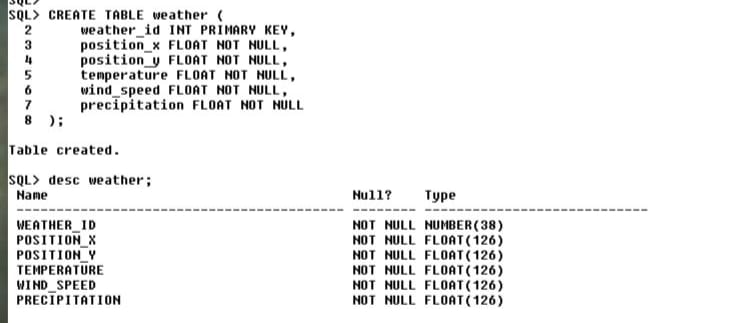 SQL> CREATE TABLE weather (
2 weather_id INT PRIMARY KEY,
3 position_x FLOAT NOT NULL,
4 position_y FLOAT NOT NULL,
5 temperature FLOAT NOT NULL,
6 wind_speed FLOAT NOT NULL,
7 precipitation FLOAT NOT NULL
8 );
Table created.
SQL> desc weather;
Name Null? Type
----------------------------------------- -------- ----------------------------
WEATHER_ID NOT NULL NUMBER(38)
POSITION_X NOT NULL FLOAT(126)
POSITION_Y NOT NULL FLOAT(126)
TEMPERATURE NOT NULL FLOAT(126)
WIND_SPEED NOT NULL FLOAT(126)
PRECIPITATION NOT NULL FLOAT(126)